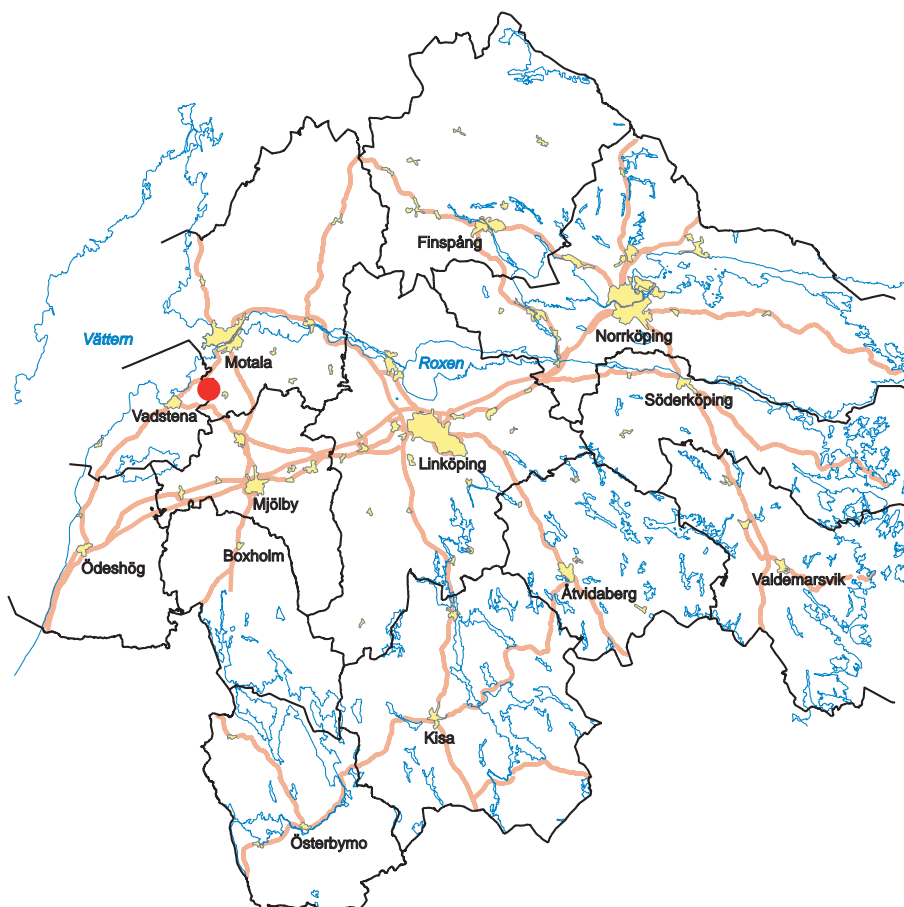 Finspång
Norrköping
Vättern
Motala
Roxen
Söderköping
Vadstena
Linköping
Mjölby
Boxholm
Ödeshög
Åtvidaberg
Valdemarsvik
Kisa
Österbymo